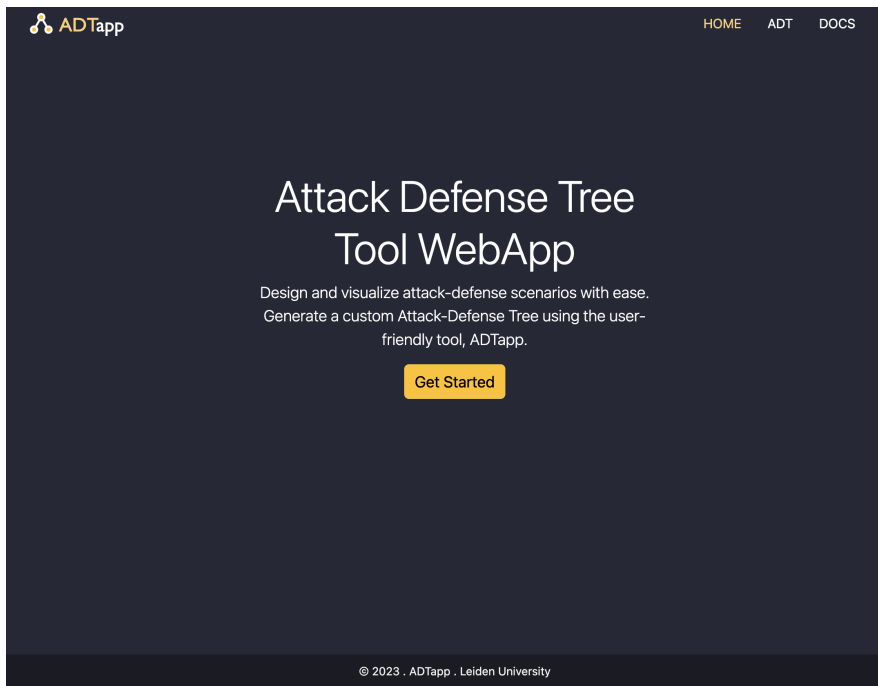 ADTapp
HOME ADT DOCS
Attack Defense Tree
Tool WebApp
Design and visualize attack-defense scenarios with ease.
Generate a custom Attack-Defense Tree using the user-
friendly tool, ADTapp.
Get Started
© 2023 . ADTapp . Leiden University